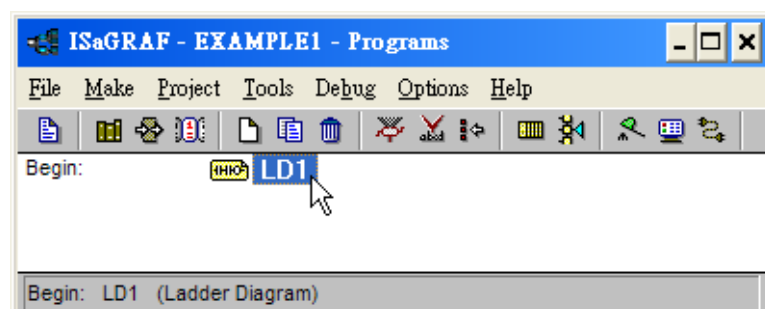 ISaGRAF - EXAMPLE1 - Programs
File Make Project Tools Debug Options Help
Begin: LD1
Begin: LD1 (Ladder Diagram)